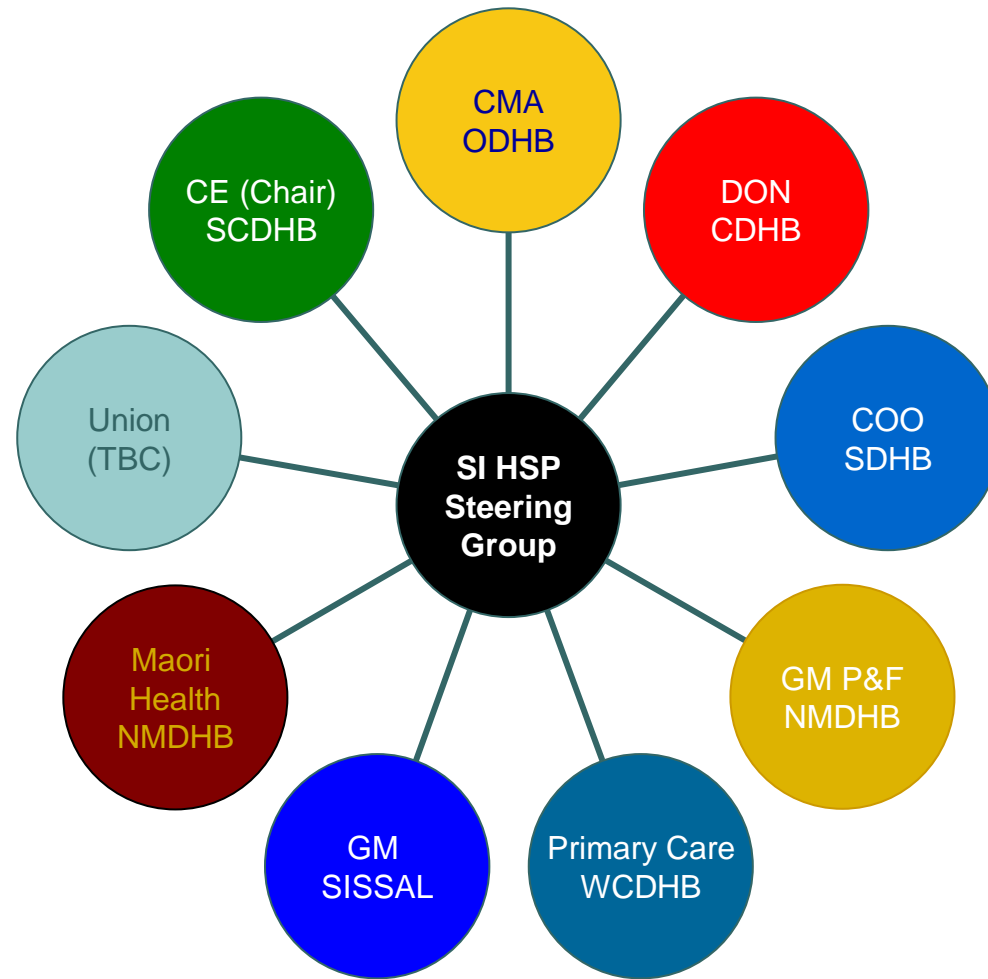 CMA
ODHB
CE (Chair)
SCDHB
DON
CDHB
Union
(TBC)
COO
SDHB
SI HSP
Steering
Group
Maori
Health
NMDHB
GM P&F
NMDHB
GM
SISSAL
Primary Care
WCDHB